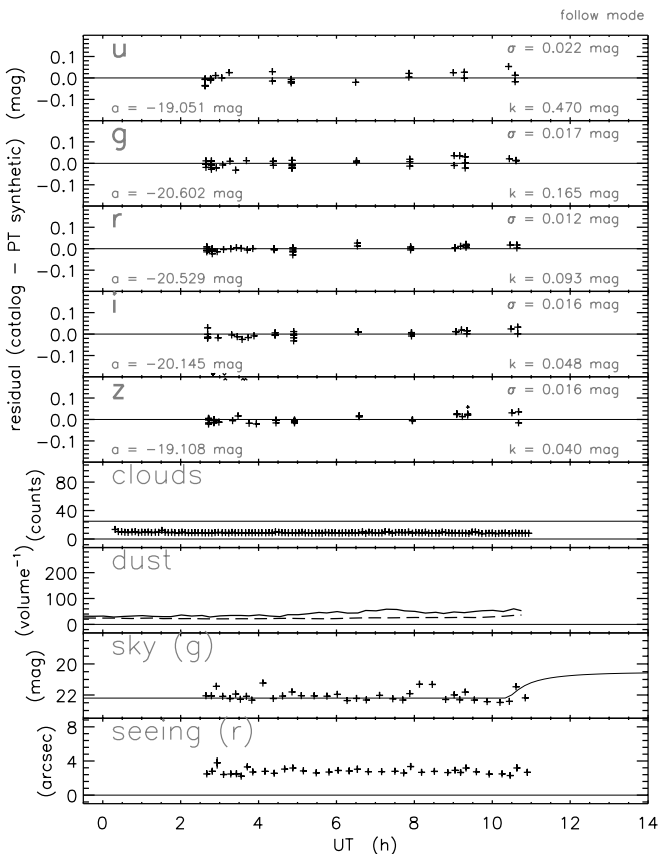 follow mode
0.1
0.0
−0.1
u
σ = 0.022 mag
a = −19.051 mag
k = 0.470 mag
0.1
0.0
−0.1
g
σ = 0.017 mag
a = −20.602 mag
k = 0.165 mag
0.1
0.0
−0.1
r
σ = 0.012 mag
a = −20.529 mag
k = 0.093 mag
0.1
0.0
−0.1
i
σ = 0.016 mag
a = −20.145 mag
k = 0.048 mag
0.1
0.0
−0.1
z
σ = 0.016 mag
a = −19.108 mag
k = 0.040 mag
residual (catalog − PT synthetic) (mag)
clouds
80
40
0
(counts)
dust
200
100
0
(volume⁻¹)
sky (g)
20
22
(mag)
seeing (r)
8
4
0
(arcsec)
0 2 4 6 8 10 12 14
UT (h)